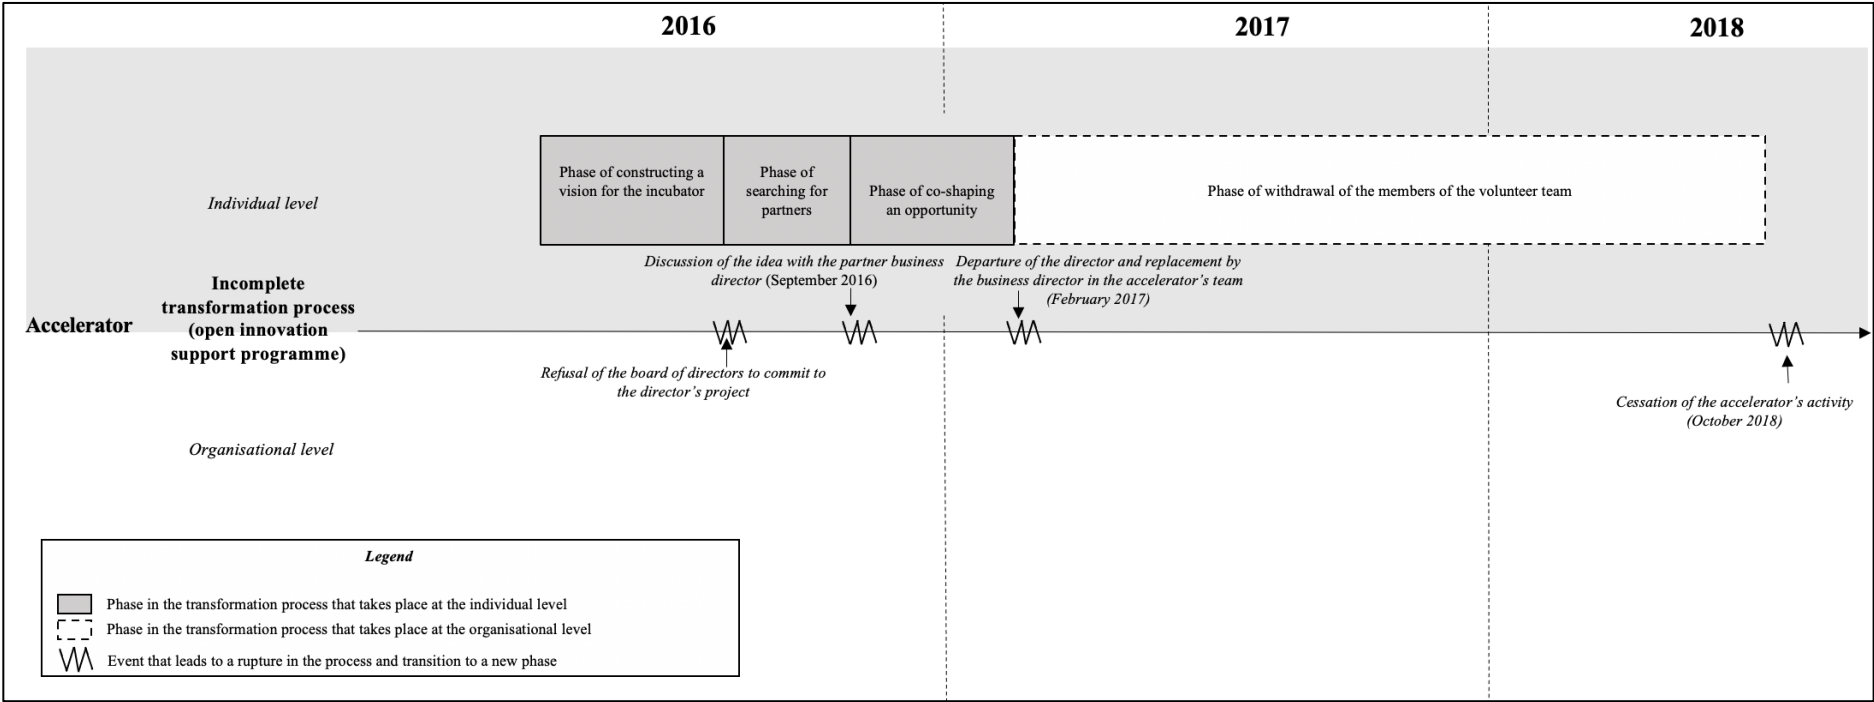 2016
2017
2018
Phase of constructing a
vision for the incubator
Phase of
searching for
partners
Phase of co-shaping
an opportunity
Phase of withdrawal of the members of the volunteer team
Individual level
Discussion of the idea with the partner business
director (September 2016)
Departure of the director and replacement by
the business director in the accelerator's team
(February 2017)
Accelerator
Incomplete
transformation process
(open innovation
support programme)
Refusal of the board of directors to commit to
the director's project
Cessation of the accelerator's activity
(October 2018)
Organisational level
Legend
Phase in the transformation process that takes place at the individual level
Phase in the transformation process that takes place at the organisational level
Event that leads to a rupture in the process and transition to a new phase